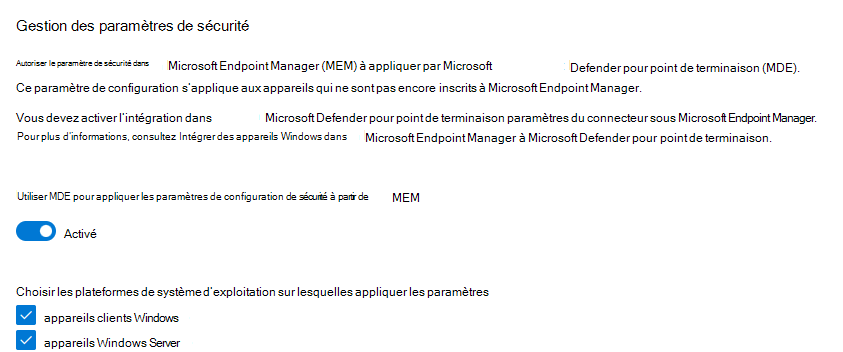 Gestion des paramètres de sécurité
Autoriser le paramètre de sécurité dans Microsoft Endpoint Manager (MEM) à appliquer par Microsoft Defender pour point de terminaison (MDE).
Ce paramètre de configuration s'applique aux appareils qui ne sont pas encore inscrits à Microsoft Endpoint Manager.
Vous devez activer l'intégration dans Microsoft Defender pour point de terminaison paramètres du connecteur sous Microsoft Endpoint Manager.
Pour plus d'informations, consultez Intégrer des appareils Windows dans Microsoft Endpoint Manager à Microsoft Defender pour point de terminaison.
Utiliser MDE pour appliquer les paramètres de configuration de sécurité à partir de MEM
Activé
Choisir les plateformes de système d'exploitation sur lesquelles appliquer les paramètres
appareils clients Windows
appareils Windows Server